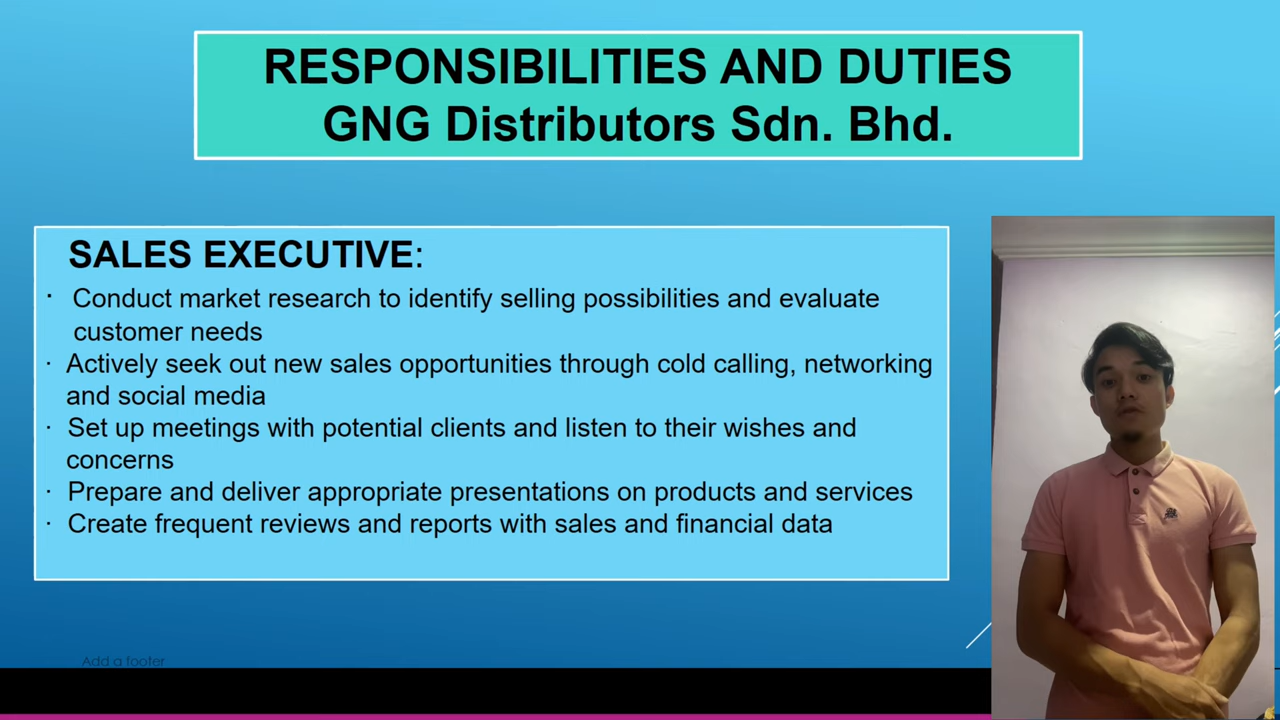 RESPONSIBILITIES AND DUTIES
GNG Distributors Sdn. Bhd.
SALES EXECUTIVE:
· Conduct market research to identify selling possibilities and evaluate
customer needs
· Actively seek out new sales opportunities through cold calling, networking
and social media
· Set up meetings with potential clients and listen to their wishes and
concerns
· Prepare and deliver appropriate presentations on products and services
· Create frequent reviews and reports with sales and financial data
Add a footer